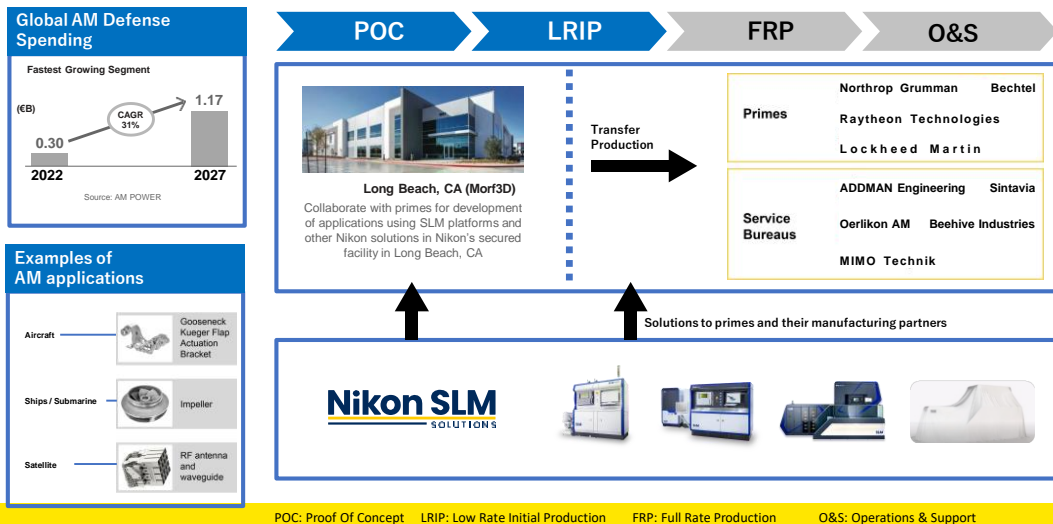 Global AM Defense
Spending
Fastest Growing Segment
(€B)
CAGR
31%
0.30
1.17
2022
2027
Source: AM POWER
Examples of
AM applications
Aircraft
Gooseneck
Kueger Flap
Actuation
Bracket
Ships / Submarine
Impeller
Satellite
RF antenna
and
waveguide
POC
LRIP
FRP
O&S
Long Beach, CA (Morf3D)
Collaborate with primes for development
of applications using SLM platforms and
other Nikon solutions in Nikon's secured
facility in Long Beach, CA
Transfer
Production
Primes
Northrop Grumman Bechtel
Raytheon Technologies
Lockheed Martin
Service
Bureaus
ADDMAN Engineering Sintavia
Oerlikon AM Beehive Industries
MIMO Technik
Solutions to primes and their manufacturing partners
Nikon SLM
SOLUTIONS
POC: Proof Of Concept LRIP: Low Rate Initial Production FRP: Full Rate Production O&S: Operations & Support